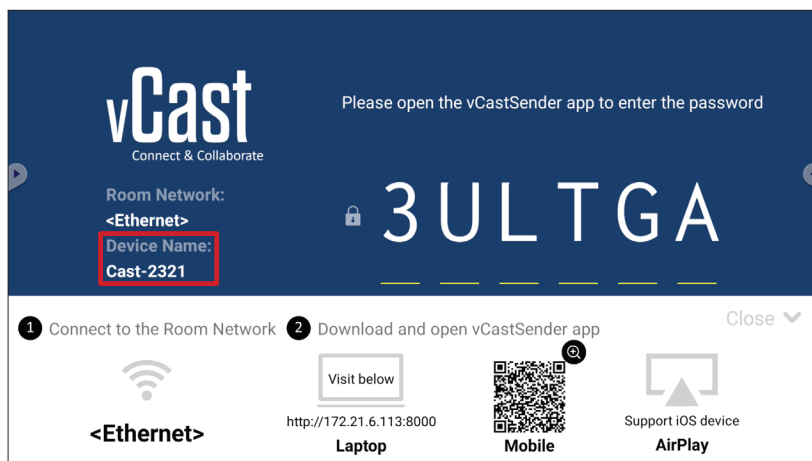 vCast
Connect & Collaborate
Please open the vCastSender app to enter the password
Room Network:
<Ethernet>
Device Name:
Cast-2321
3ULTGA
1 Connect to the Room Network
2 Download and open vCastSender app
Close
<Ethernet>
Visit below
http://172.21.6.113:8000
Laptop
Mobile
Support iOS device
AirPlay